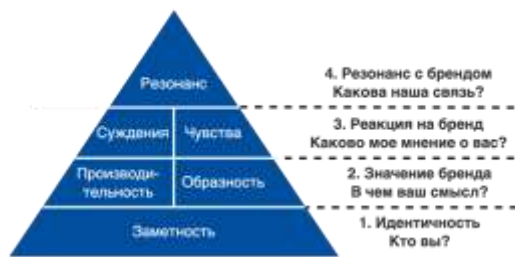 Резонанс
4. Резонанс с брендом
Какова наша связь?
Суждения
Чувства
3. Реакция на бренд
Каково мое мнение о вас?
Производи-
тельность
Образность
2. Значение бренда
В чем ваш смысл?
Заметность
1. Идентичность
Кто вы?